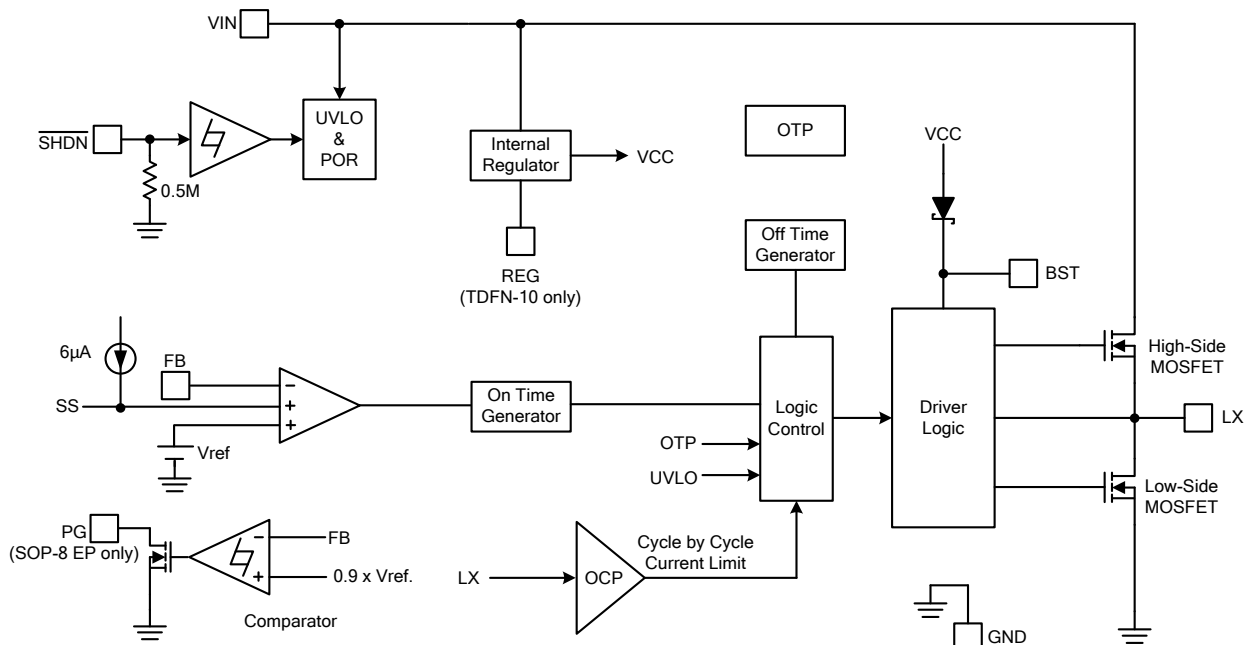 VIN
SHDN
UVLO
&
POR
0.5M
Internal
Regulator
VCC
OTP
VCC
REG
(TDFN-10 only)
Off Time
Generator
BST
6µA
FB
SS
Vref
On Time
Generator
OTP
UVLO
Logic
Control
Driver
Logic
High-Side
MOSFET
LX
Low-Side
MOSFET
PG
(SOP-8 EP only)
FB
0.9 x Vref.
Comparator
LX
OCP
Cycle by Cycle
Current Limit
GND